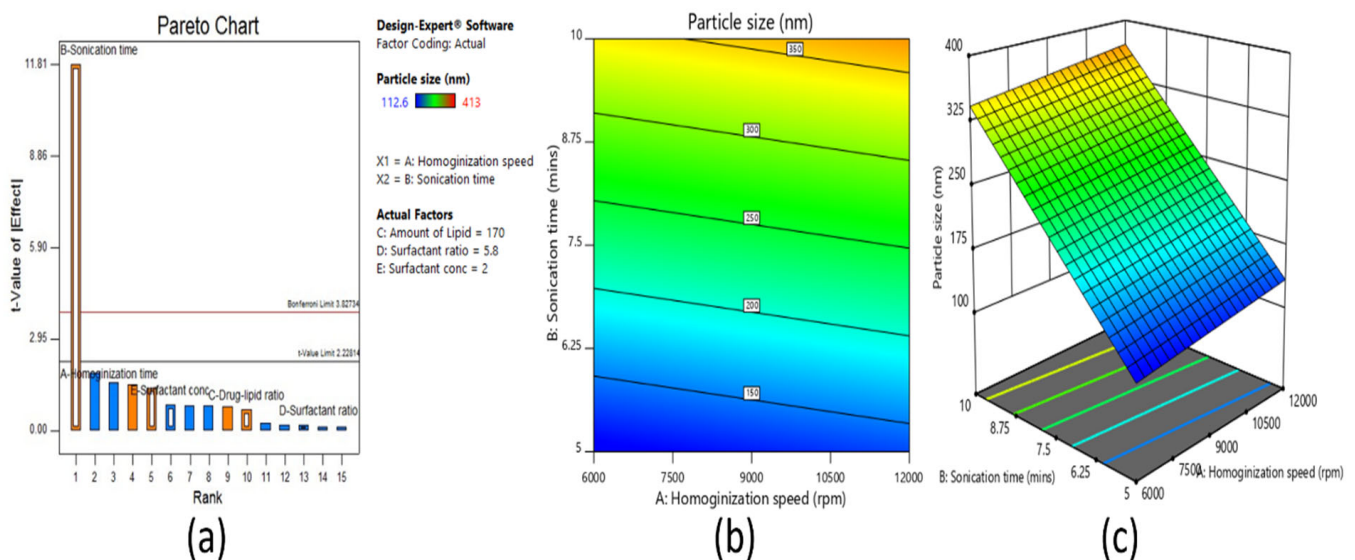 Pareto Chart
B-Sonication time
11.81
8.86
5.90
2.95
0.00
t-Value of |Effect|
Bonferroni Limit 3.82734
t-Value Limit 2.22814
A-Homoginization time
E-Surfactant conc
C-Drug-lipid ratio
D-Surfactant ratio
1 2 3 4 5 6 7 8 9 10 11 12 13 14 15
Rank
(a)
Design-Expert® Software
Factor Coding: Actual
Particle size (nm)
112.6 413
X1 = A: Homoginization speed
X2 = B: Sonication time
Actual Factors
C: Amount of Lipid = 170
D: Surfactant ratio = 5.8
E: Surfactant conc = 2
Particle size (nm)
10
8.75
7.5
6.25
5
B: Sonication time (mins)
350
300
250
200
150
6000 7500 9000 10500 12000
A: Homoginization speed (rpm)
(b)
400
325
250
175
100
Particle size (nm)
10
8.75
7.5
6.25
5
B: Sonication time (mins)
6000
7500
9000
10500
12000
A: Homoginization speed (rpm)
(c)